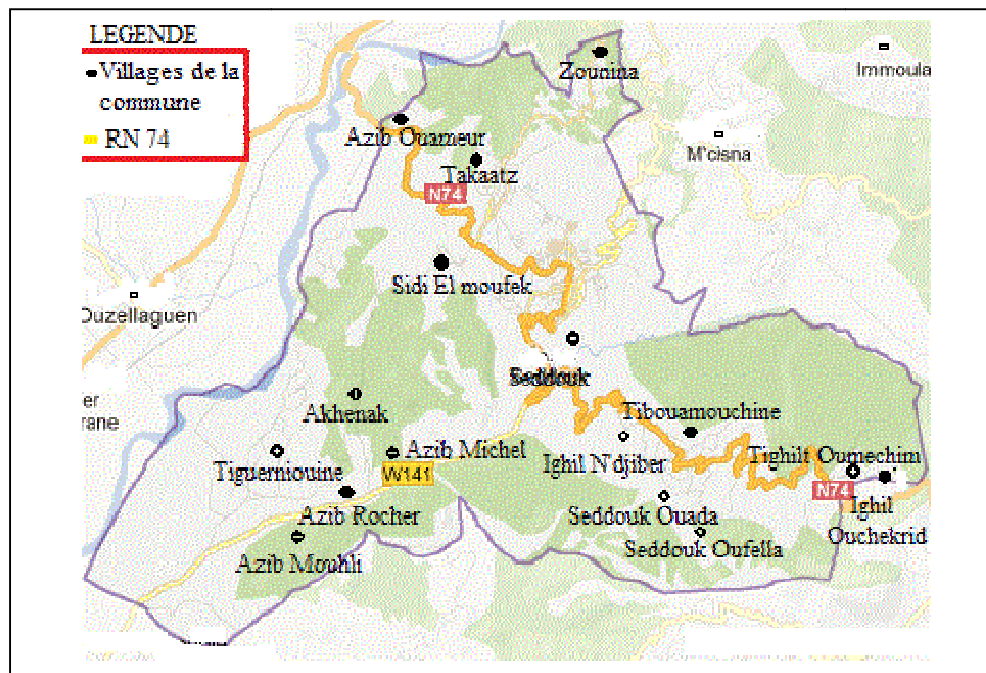 LEGENDE
Villages de la
commune
RN 74
Zounina
Immoula
Azib Ouameur
M'cisna
Takaatz
N74
Sidi El moufek
Ouzellaguen
Seddouk
Akhenak
Tibouamouchine
Azib Michel
Ighil N'djiber
Tighilt Oumechim
Tiguerniouine
W141
N74
Azib Rocher
Seddouk Ouada
Ighil
Ouchekrid
Azib Mouhli
Seddouk Oufella